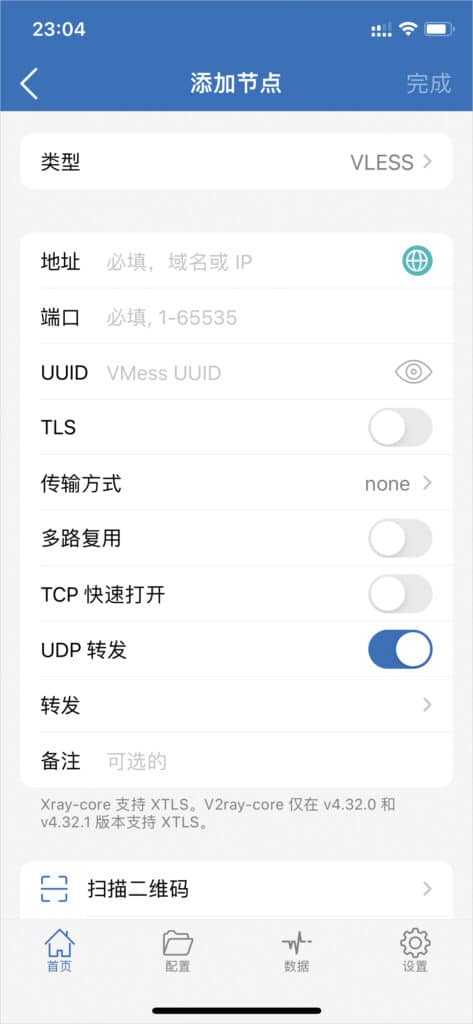 23:04
添加节点
完成
类型 VLESS
地址 必填，域名或 IP
端口 必填, 1-65535
UUID VMess UUID
TLS
传输方式 none
多路复用
TCP 快速打开
UDP 转发
转发
备注 可选的
Xray-core 支持 XTLS。V2ray-core 仅在 v4.32.0 和
v4.32.1 版本支持 XTLS。
扫描二维码
首页 配置 数据 设置